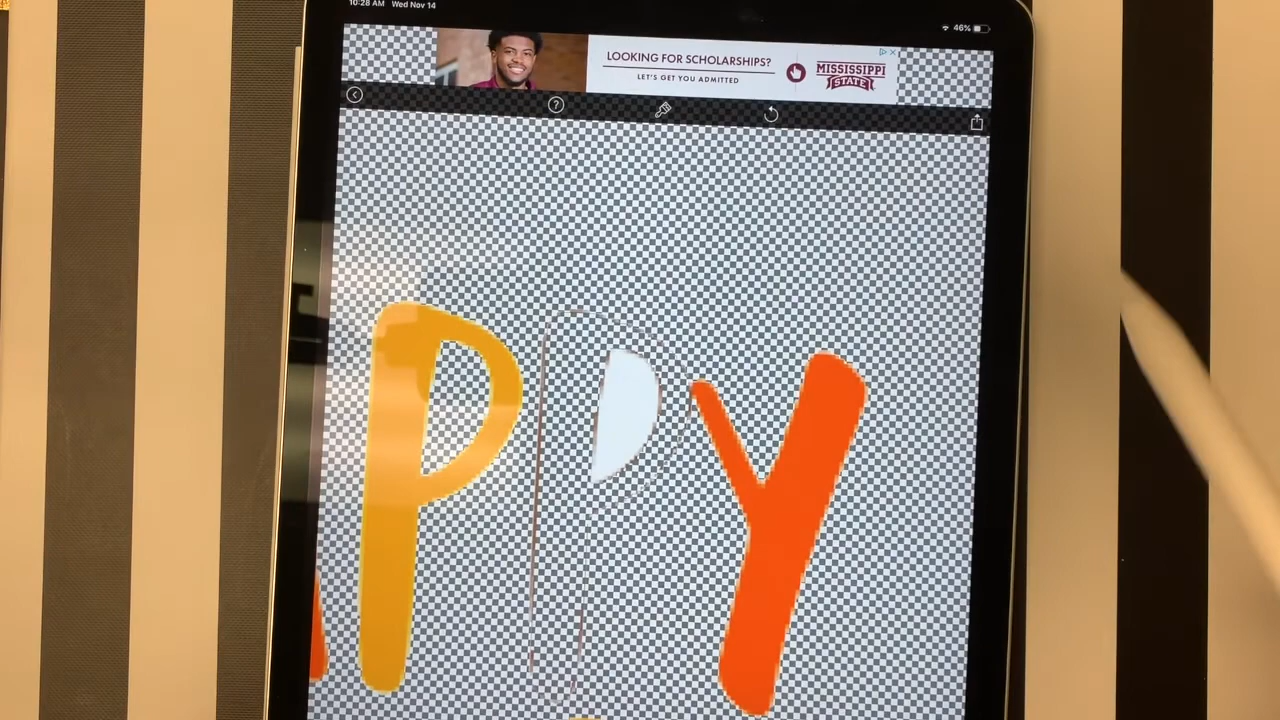 10:28 AM Wed Nov 14
46%
LOOKING FOR SCHOLARSHIPS?
LET'S GET YOU ADMITTED
MISSISSIPPI
STATE
?
PPY